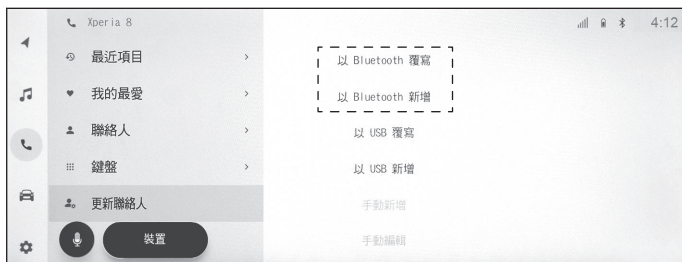 Xperia 8
4:12
最近項目
我的最愛
聯絡人
鍵盤
更新聯絡人
裝置
以 Bluetooth 覆寫
以 Bluetooth 新增
以 USB 覆寫
以 USB 新增
手動新增
手動編輯